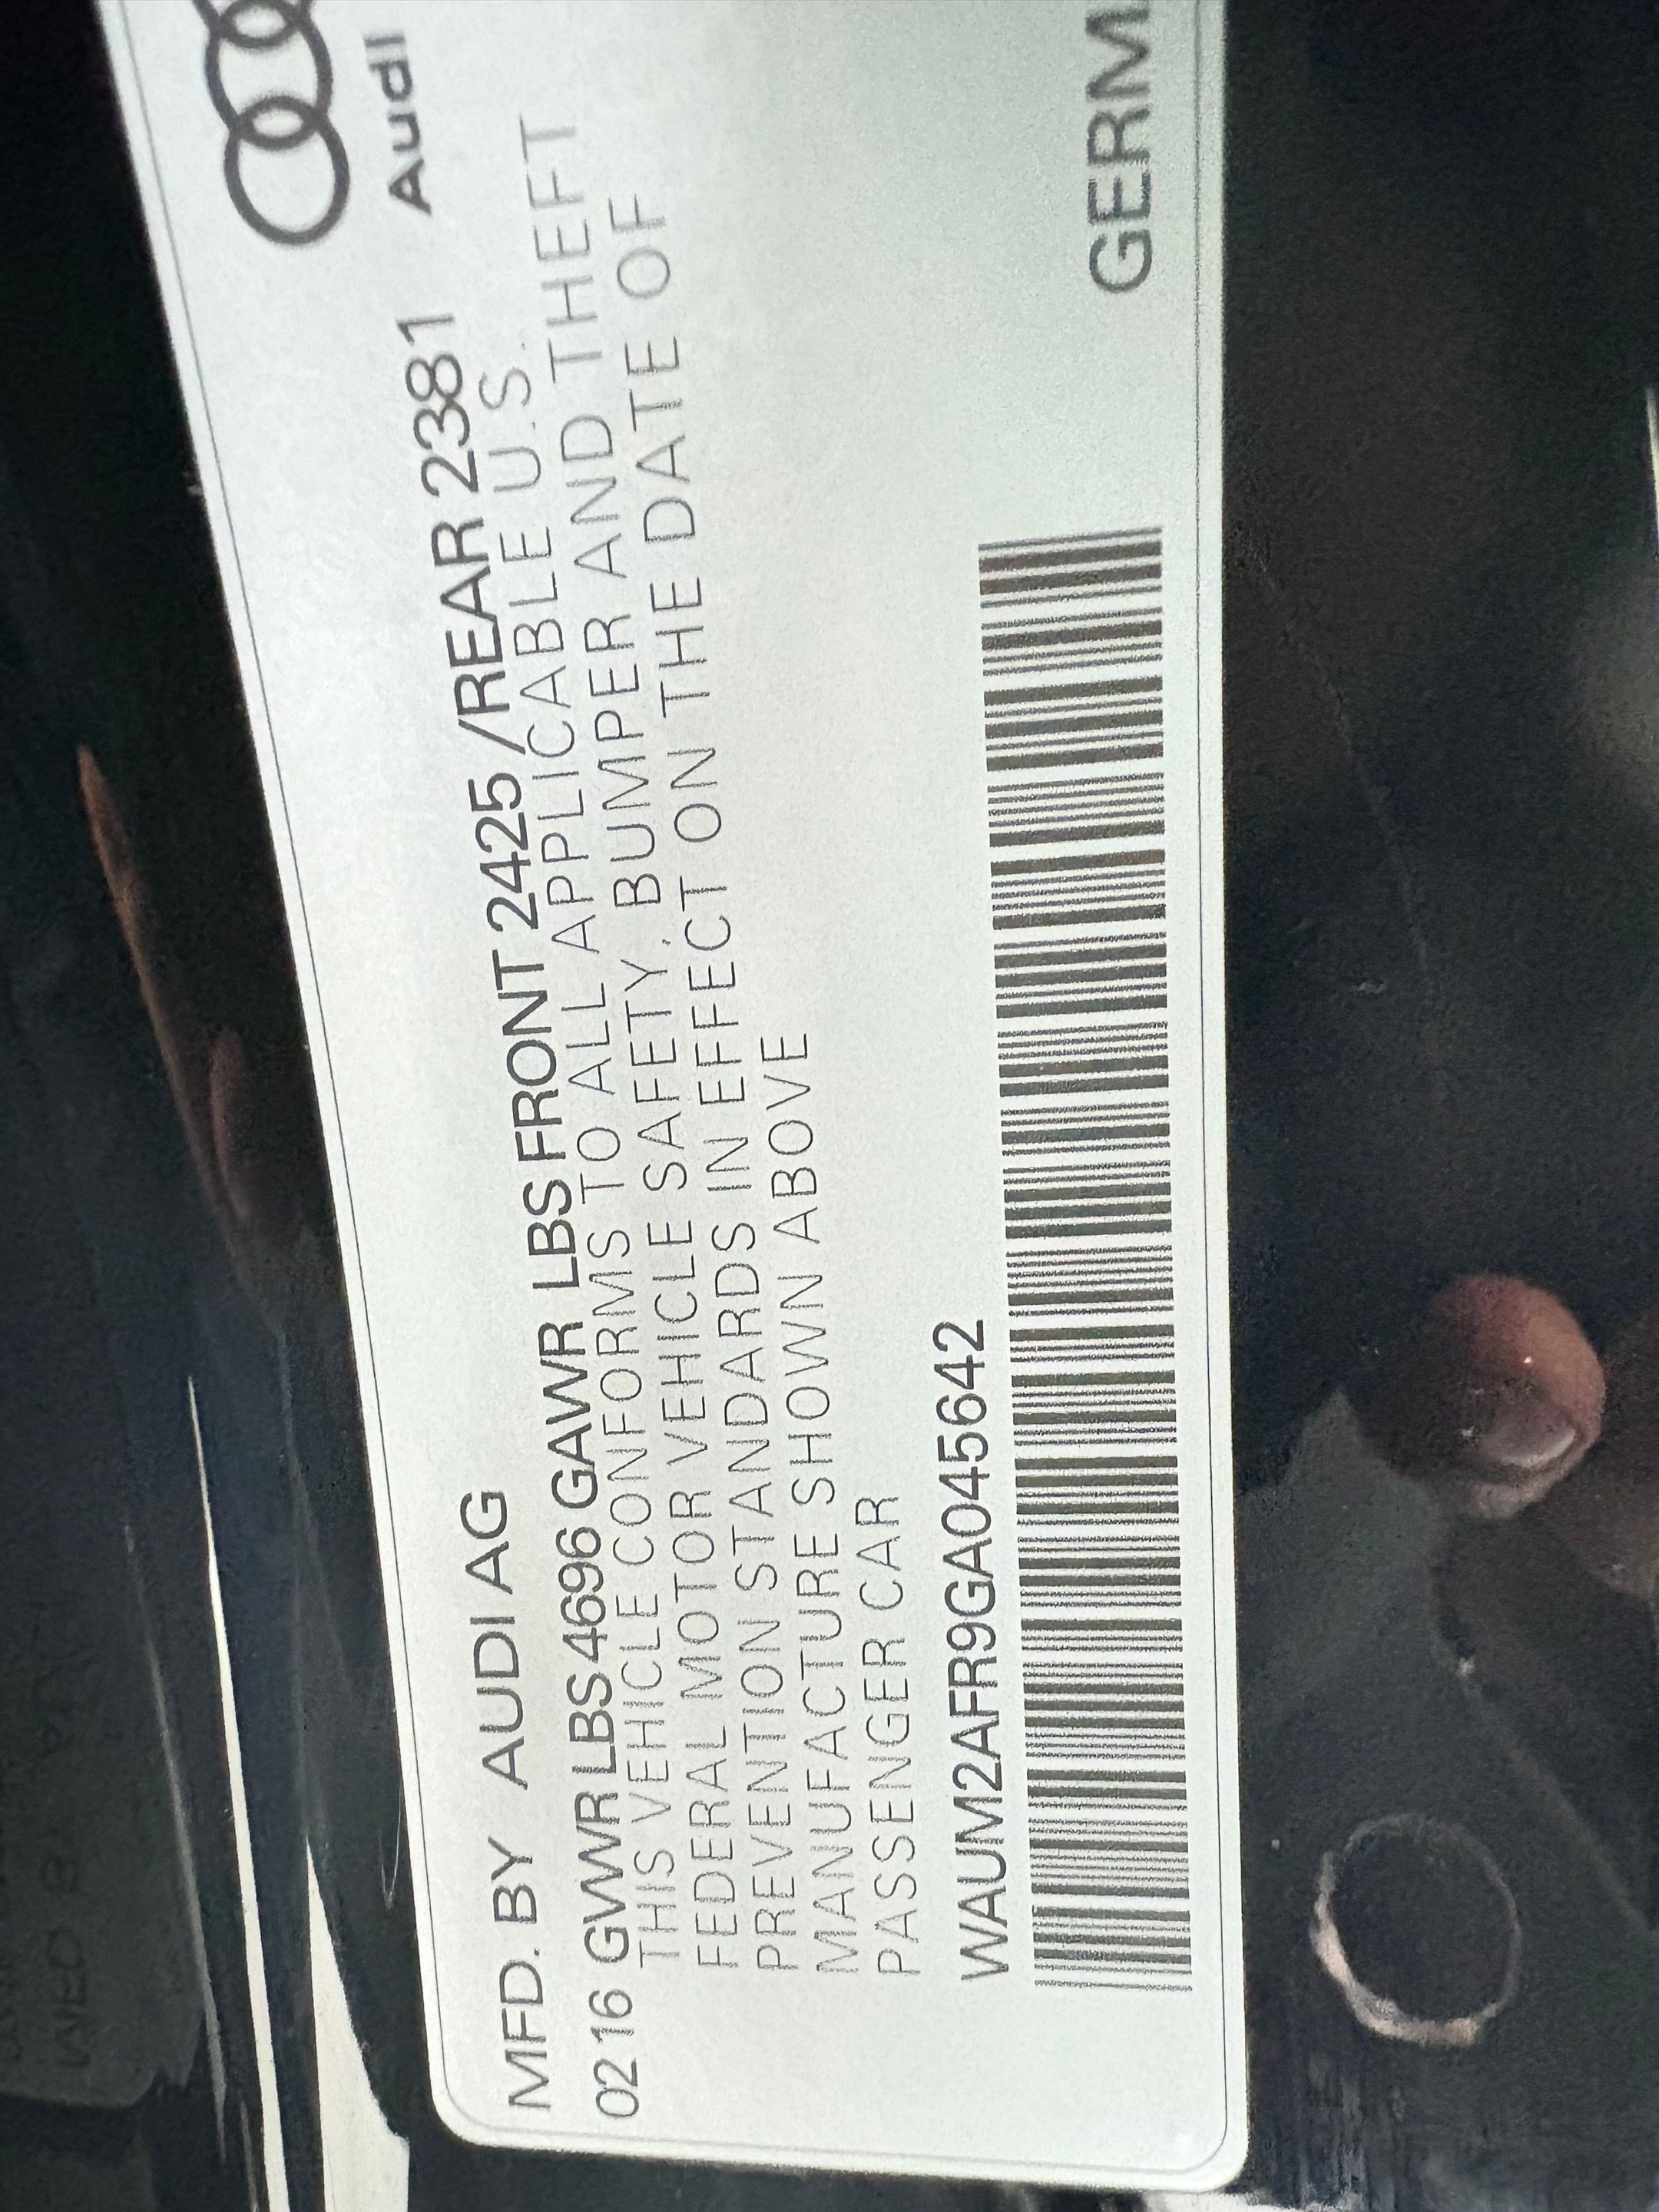 Audi
MFD. BY AUDI AG
02 16 GWWR LBS 4696 GAWR LBS FRONT 2425 /REAR 2381
THIS VEHICLE CONFORMS TO ALL APPLICABLE U.S.
FEDERAL MOTOR VEHICLE SAFETY. BUMPER AND THEFT
PREVENTION STANDARDS IN EFFECT ON THE DATE OF
MANUFACTURE SHOWN ABOVE
PASSENGER CAR
WAUM2AFR9GA045642
GERM